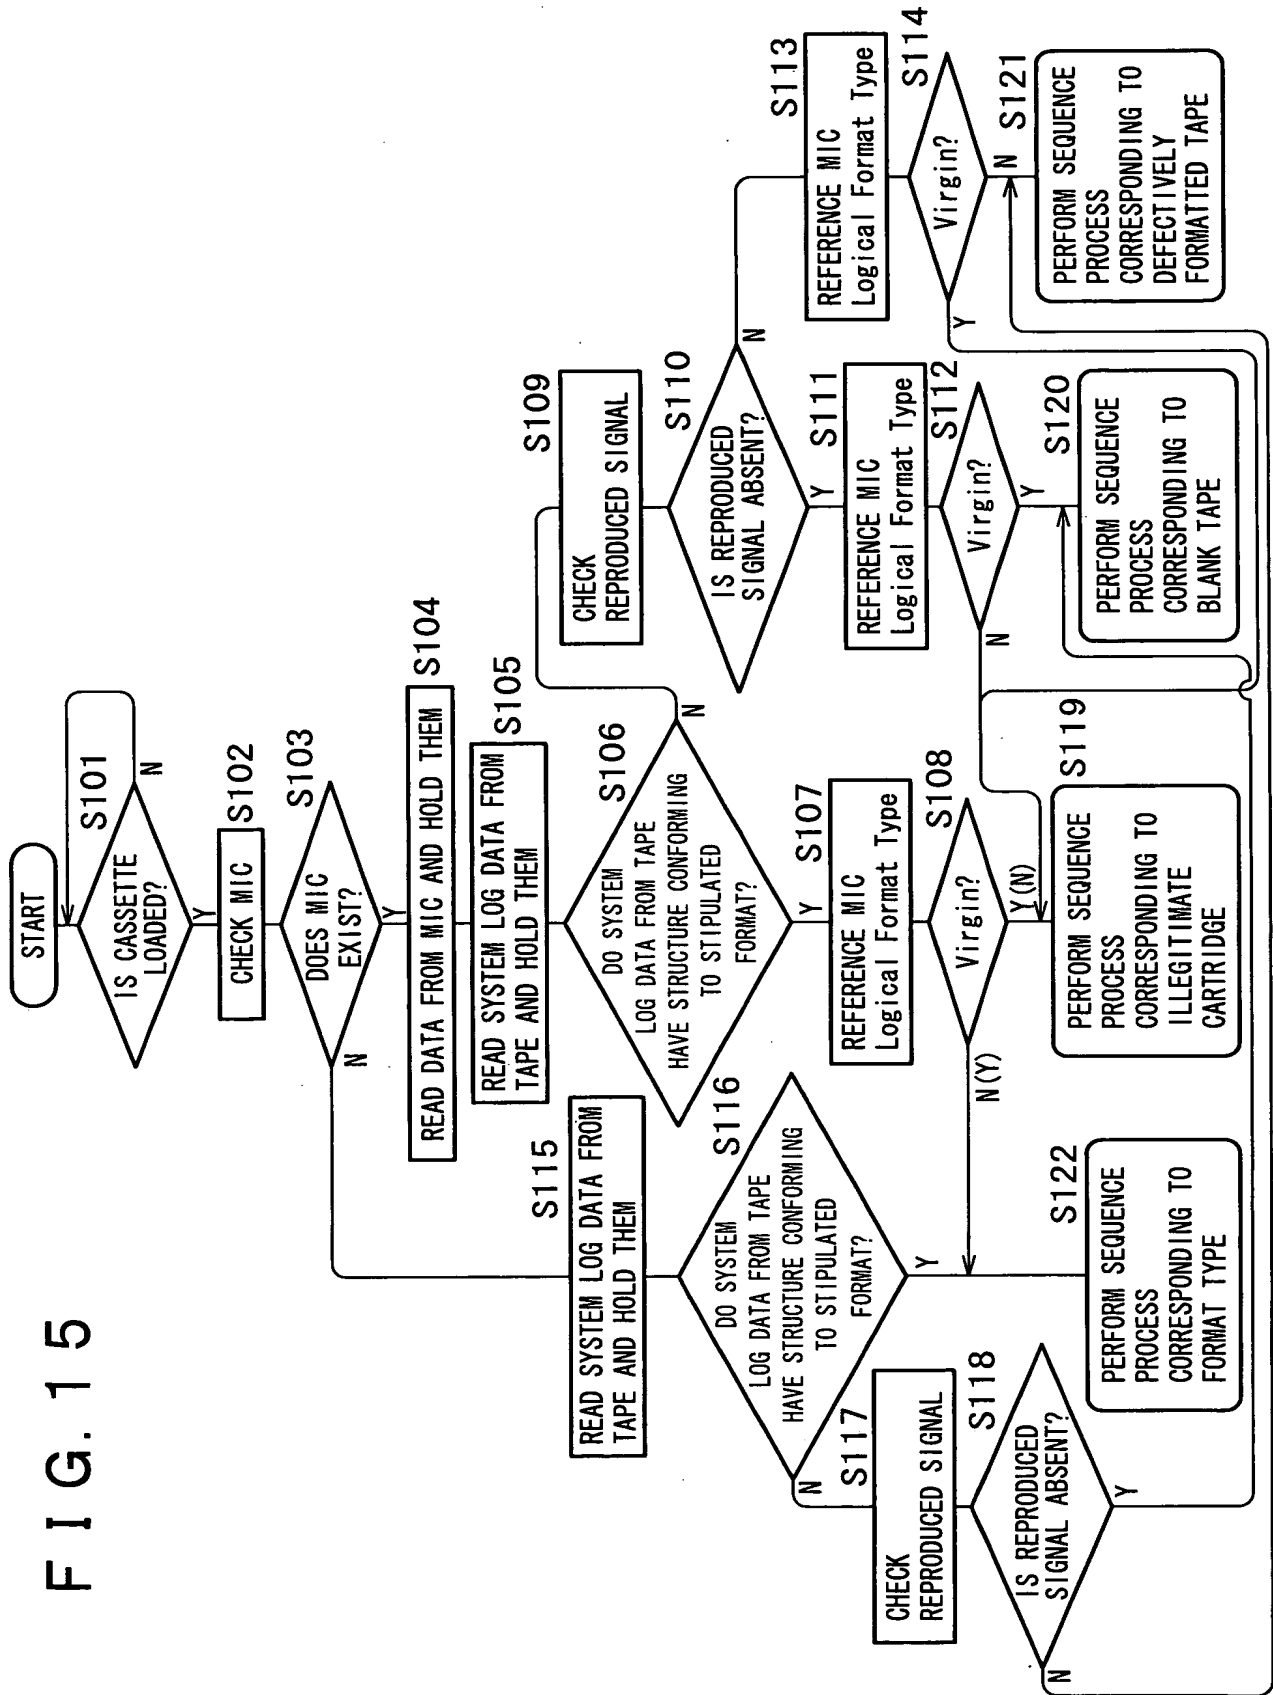 FIG. 15
START
S101
IS CASSETTE
LOADED?
N
Y
S102
CHECK MIC
S103
DOES MIC
EXIST?
N
Y
S104
READ DATA FROM MIC AND HOLD THEM
S105
READ SYSTEM LOG DATA FROM
TAPE AND HOLD THEM
S106
DO SYSTEM
LOG DATA FROM TAPE
HAVE STRUCTURE CONFORMING
TO STIPULATED
FORMAT?
N
Y
S107
REFERENCE MIC
Logical Format Type
S108
Virgin?
N(Y)
Y(N)
S109
CHECK
REPRODUCED SIGNAL
S110
IS REPRODUCED
SIGNAL ABSENT?
N
Y
S111
REFERENCE MIC
Logical Format Type
S112
Virgin?
N
Y
S113
REFERENCE MIC
Logical Format Type
S114
Virgin?
Y
N
S115
READ SYSTEM LOG DATA FROM
TAPE AND HOLD THEM
S116
DO SYSTEM
LOG DATA FROM TAPE
HAVE STRUCTURE CONFORMING
TO STIPULATED
FORMAT?
N
Y
S117
CHECK
REPRODUCED SIGNAL
S118
IS REPRODUCED
SIGNAL ABSENT?
N
Y
S122
PERFORM SEQUENCE
PROCESS
CORRESPONDING TO
FORMAT TYPE
S119
PERFORM SEQUENCE
PROCESS
CORRESPONDING TO
ILLEGITIMATE
CARTRIDGE
S120
PERFORM SEQUENCE
PROCESS
CORRESPONDING TO
BLANK TAPE
S121
PERFORM SEQUENCE
PROCESS
CORRESPONDING TO
DEFECTIVELY
FORMATTED TAPE